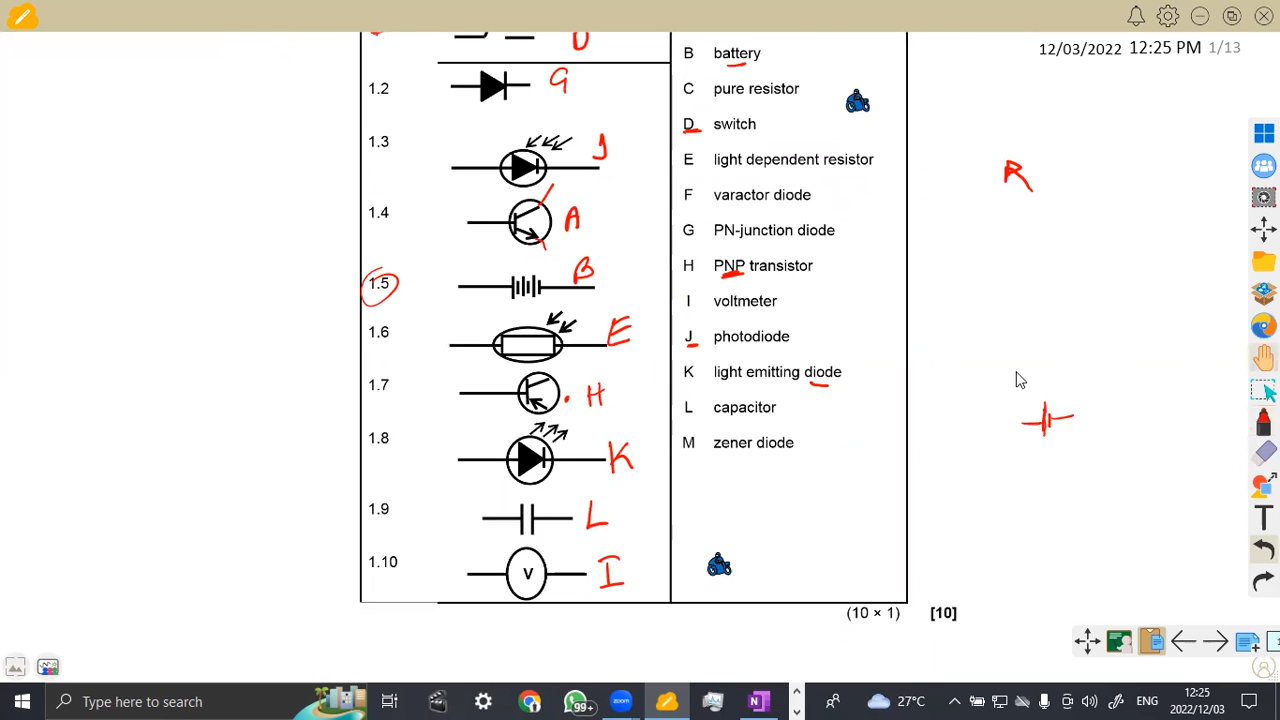 12/03/2022 12:25 PM 1/13
D
B battery
1.2 G
C pure resistor
D switch
1.3 J
E light dependent resistor
F varactor diode
R
1.4 A
G PN-junction diode
H PNP transistor
1.5 B
I voltmeter
1.6 E
J photodiode
K light emitting diode
1.7 H
L capacitor
1.8 K
M zener diode
1.9 L
1.10 V I
(10 × 1) [10]
Type here to search
99+
zoom
27°C
ENG
12:25
2022/12/03